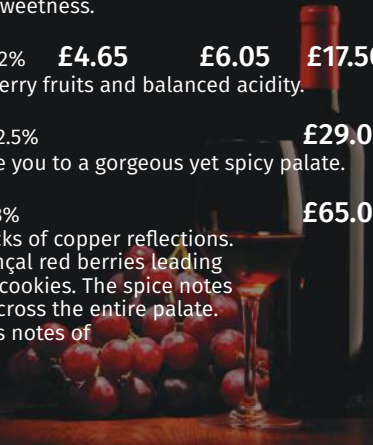 weetness.
2% £4.65 £6.05 £17.50
erry fruits and balanced acidity.
2.5% £29.0
e you to a gorgeous yet spicy palate.
% £65.0
cks of copper reflections.
nçal red berries leading
cookies. The spice notes
cross the entire palate.
s notes of